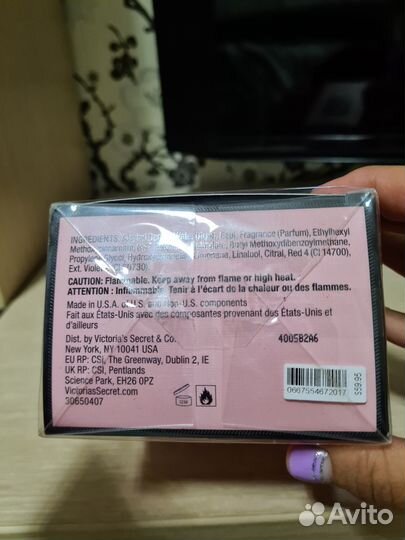 INGREDIENTS: Fragrance (Parfum), Ethylhexyl
Butyl Methoxydibenzoylmethane,
Propylene Glycol, Linalool, Citral, Red 4 (CI 14700),
Ext. 
CAUTION: Flammable. Keep away from flame or high heat.
ATTENTION : Inflammable. Tenir à l'écart de la chaleur ou des flammes.
Made in U.S.A. of U.S. and Non-U.S. components
Fait aux États-Unis avec des composantes provenant des États-Unis et
d'ailleurs
Dist. by Victoria's Secret & Co. 4005B2A6
New York, NY 10041 USA
EU RP: CSI, The Greenway, Dublin 2, IE
UK RP: CSI, Pentlands
Science Park, EH26 0PZ
VictoriasSecret.com
30650407
12M
0667554672017
$59.95
Avito